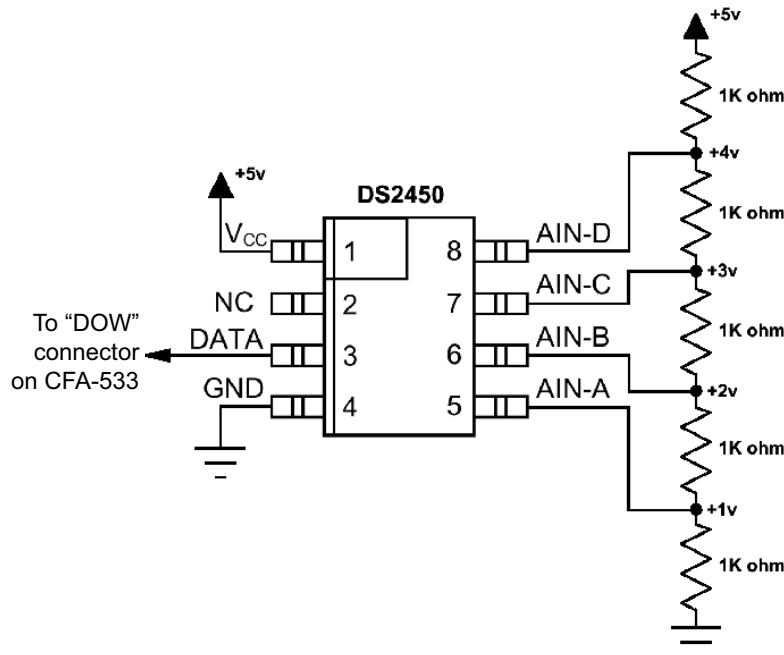 +5v
1K ohm
+4v
1K ohm
+3v
1K ohm
+2v
1K ohm
+1v
1K ohm
+5v
DS2450
VCC
1
8
AIN-D
NC
2
7
AIN-C
To “DOW”
connector
on CFA-533
DATA
3
6
AIN-B
GND
4
5
AIN-A